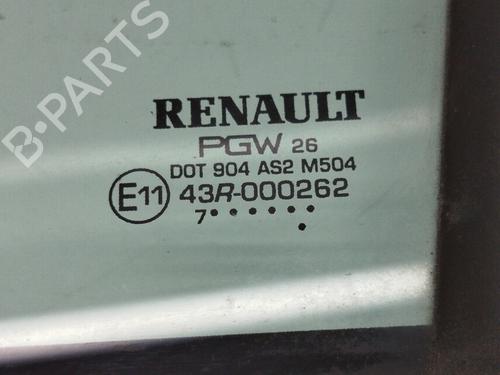 B-PARTS
RENAULT
PGW 26
DOT 904 AS2 M504
E11 43R-000262
7 • • • • • •
•